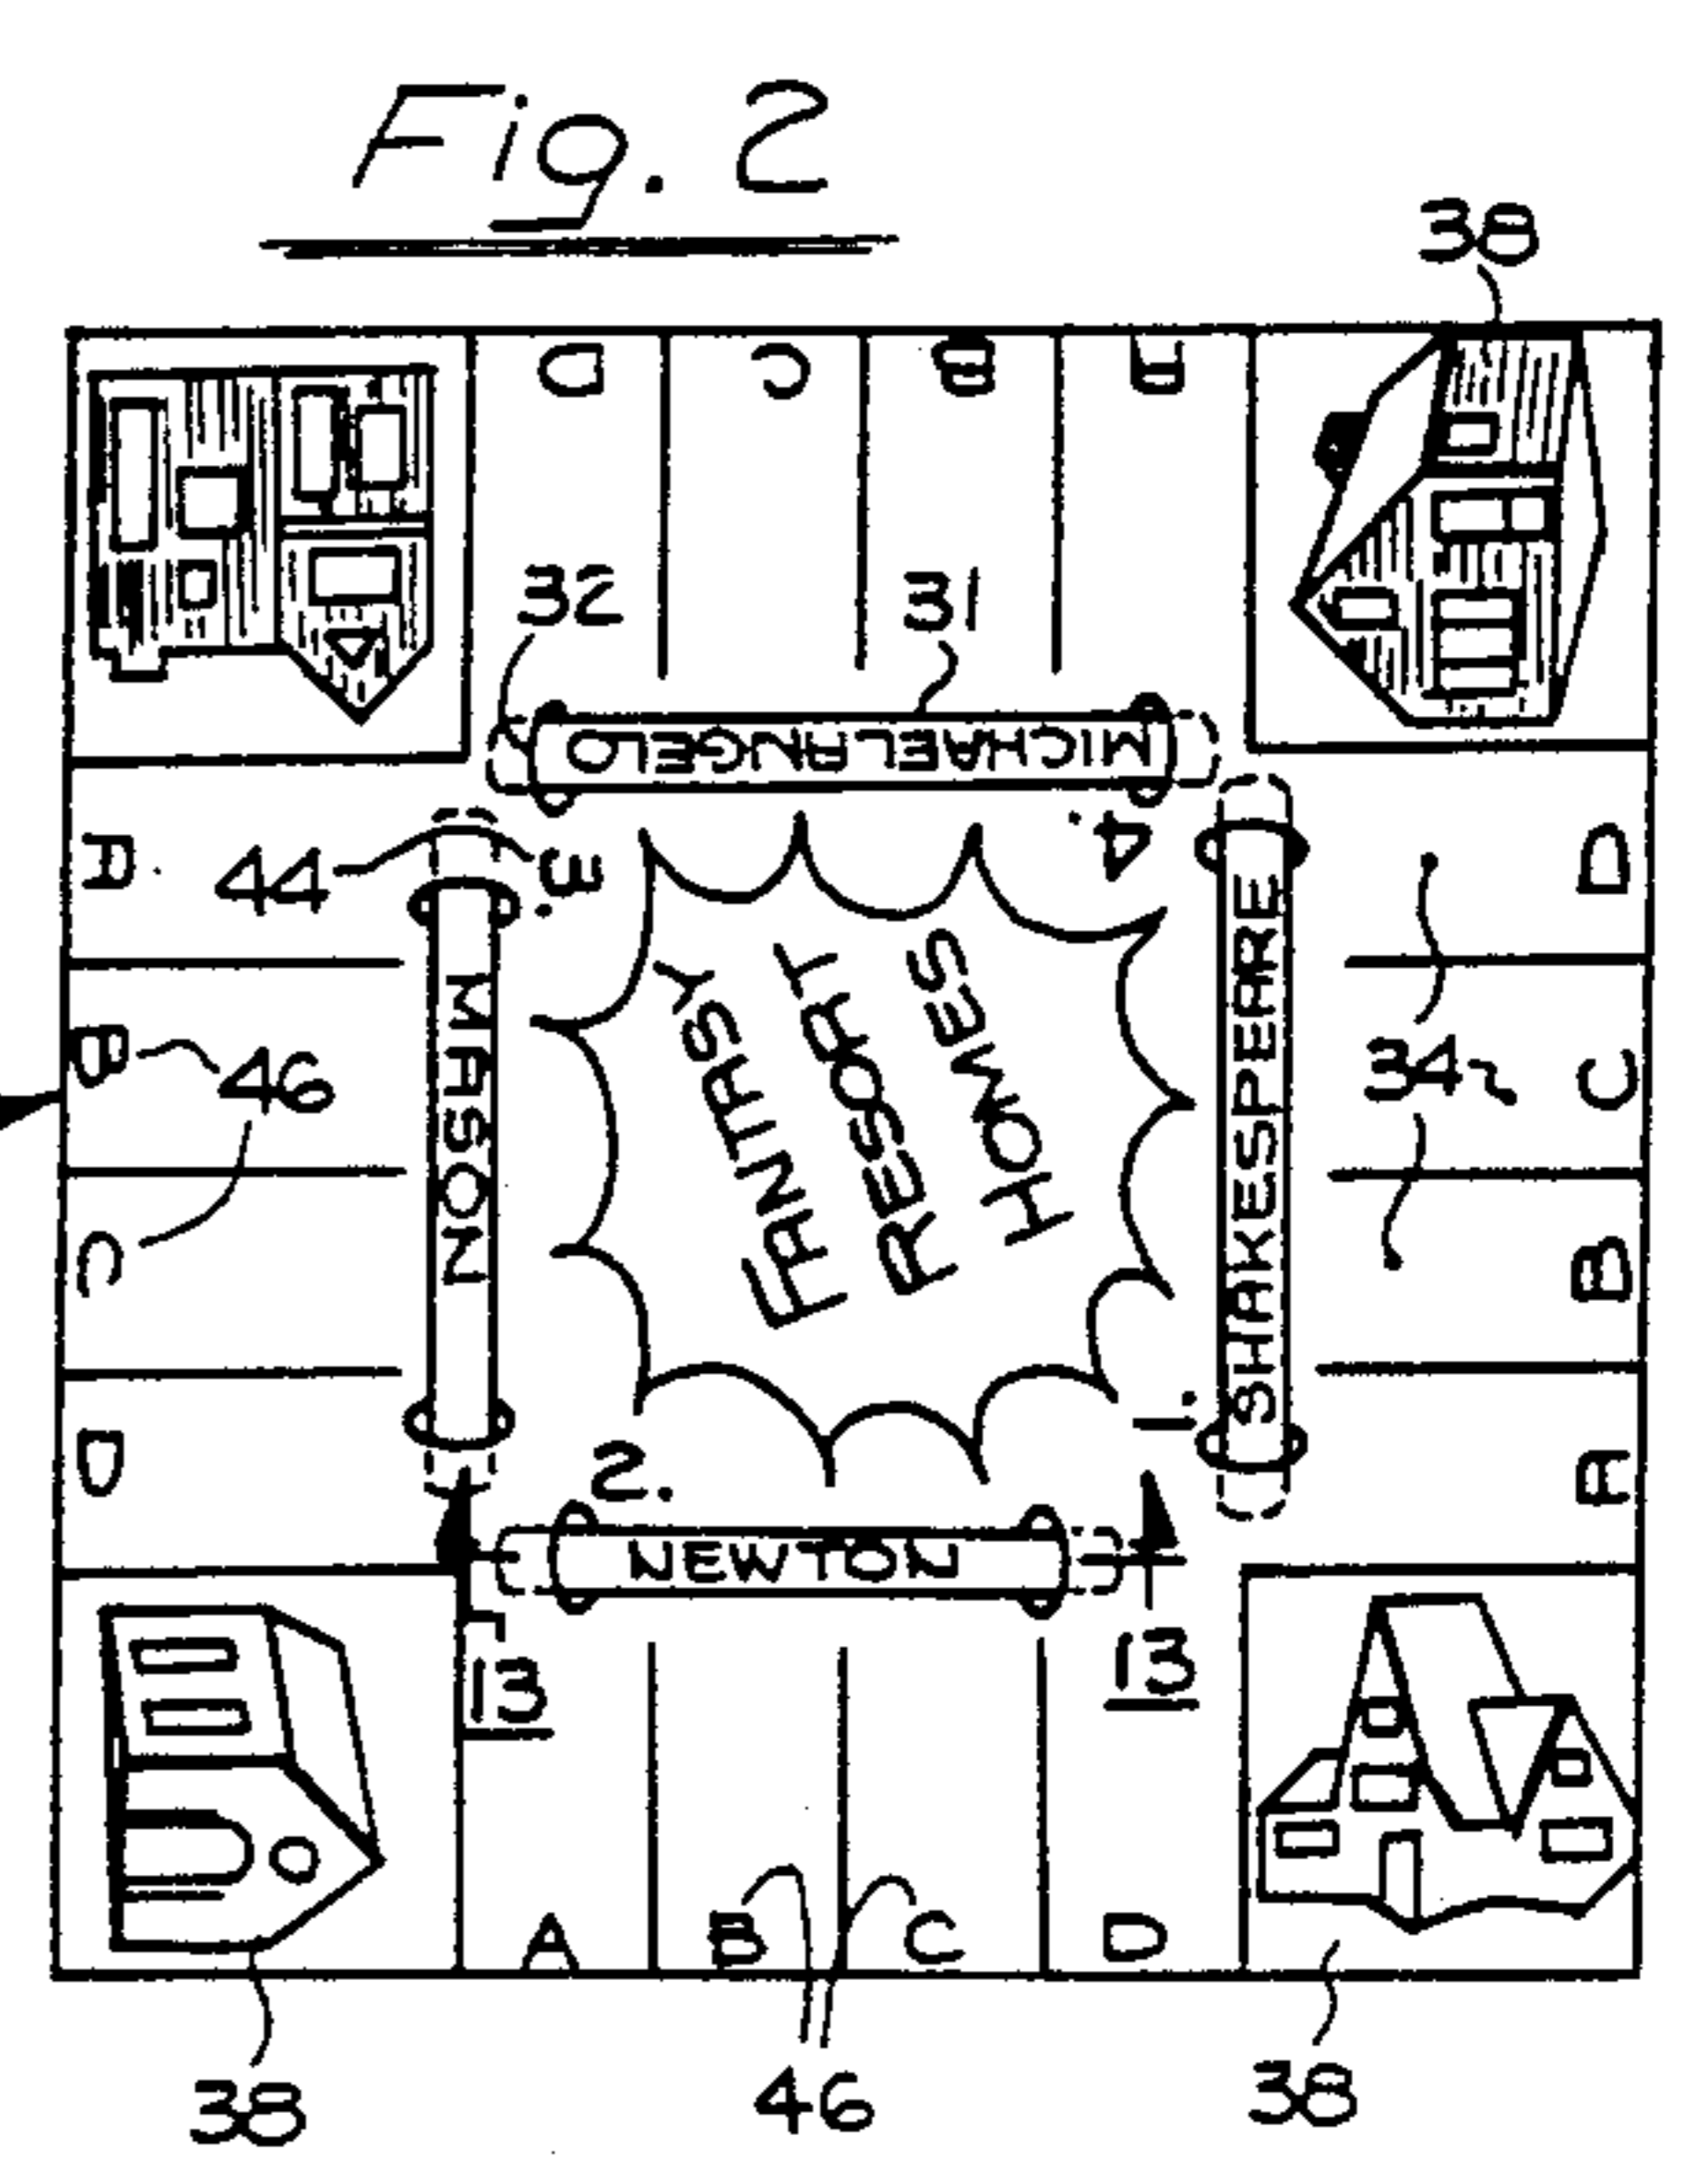 Fig. 2
38
D C B A
32
31
MICHAELANGELO
A
44
3.
4.
D
MASON
FANTASY
RESORT
HOMES
SHAKESPEARE
B
46
34
C
C
B
D
2.
1.
A
NEWTON
13
13
A B C D
38
46
38